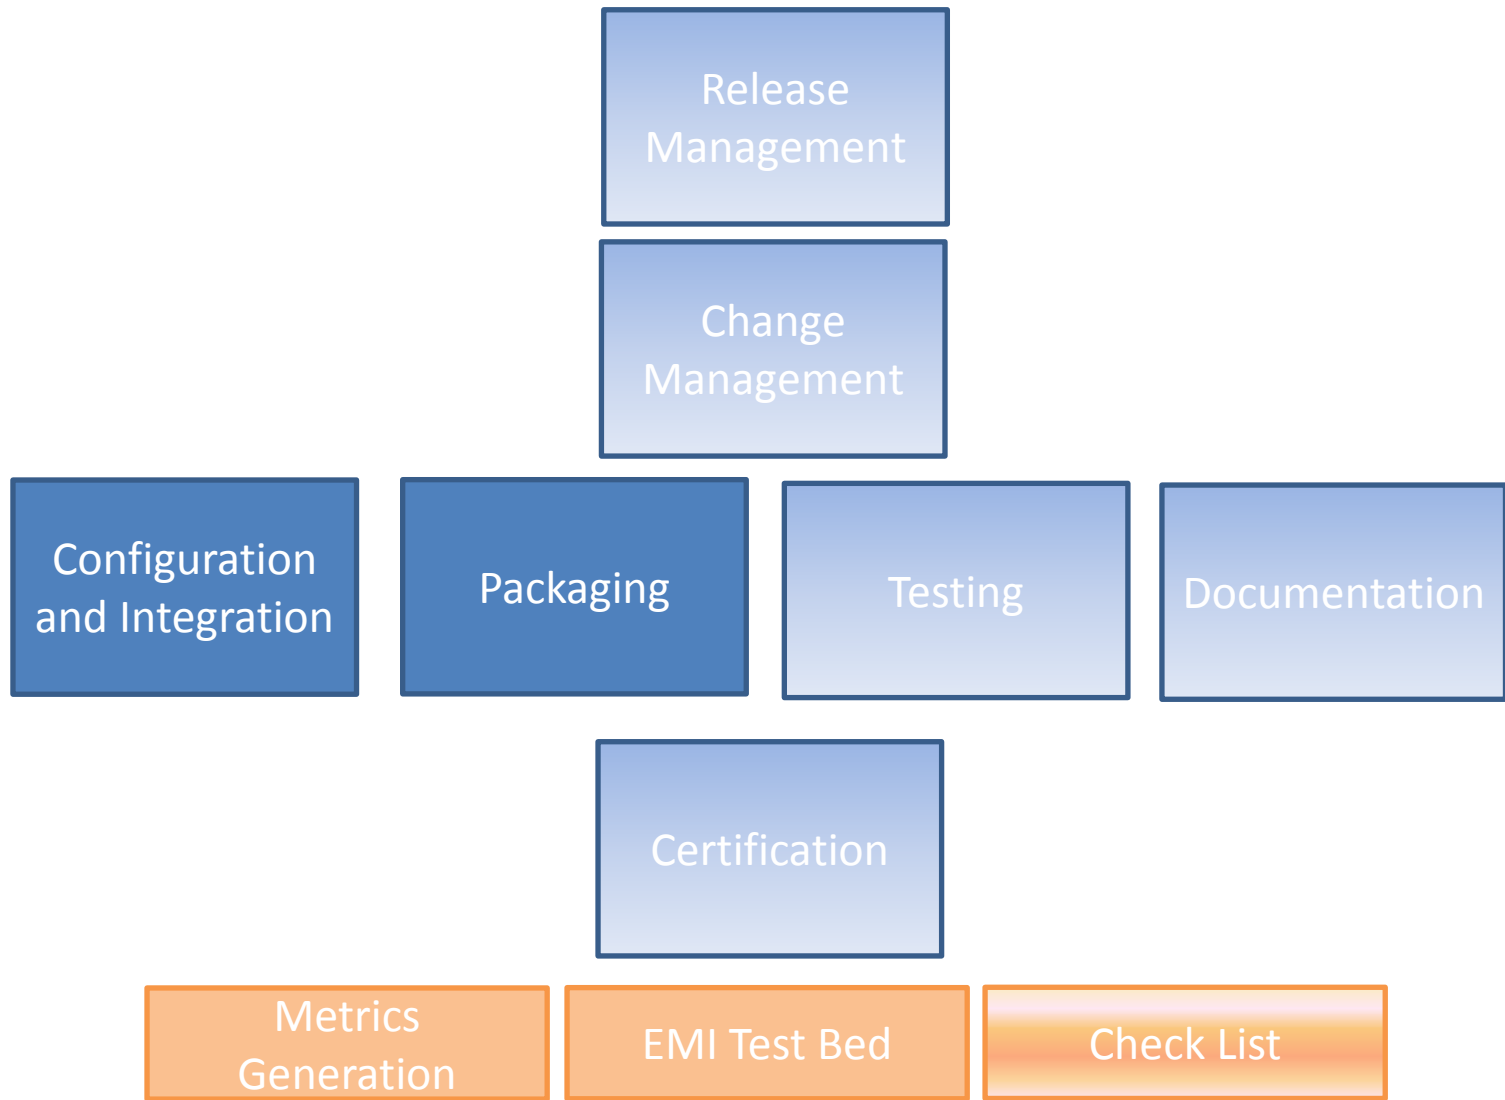 Release
Management
Change
Management
Configuration
and Integration
Packaging
Testing
Documentation
Certification
Metrics
Generation
EMI Test Bed
Check List